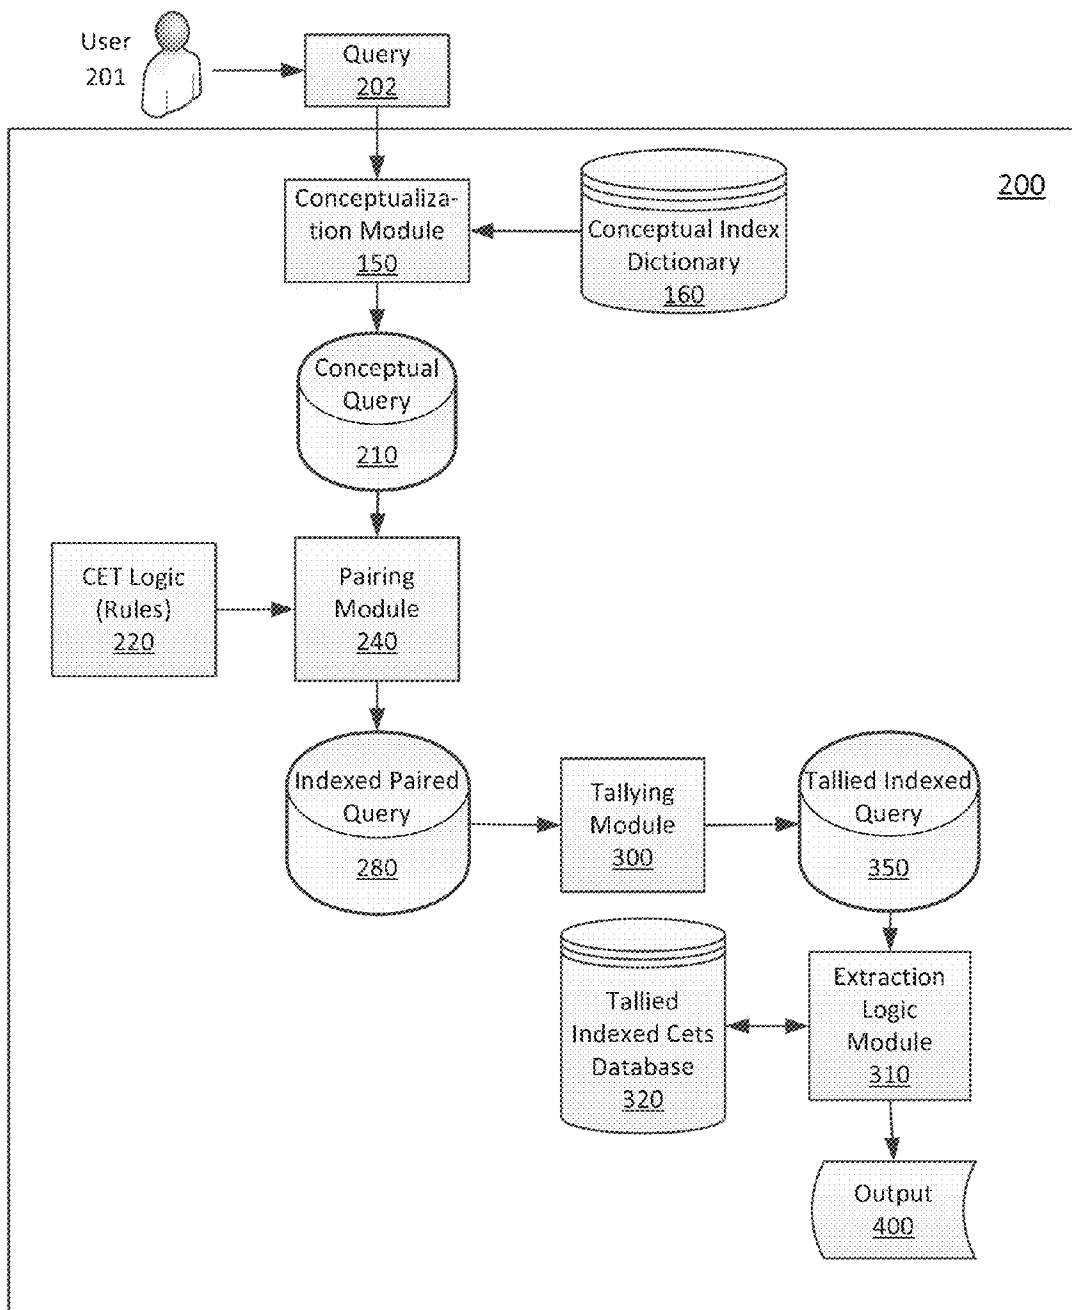 User
201
Query
202
200
Conceptualiza-
tion Module
150
Conceptual Index
Dictionary
160
Conceptual
Query
210
CET Logic
(Rules)
220
Pairing
Module
240
Indexed Paired
Query
280
Tallying
Module
300
Tallied Indexed
Query
350
Tallied
Indexed Cets
Database
320
Extraction
Logic
Module
310
Output
400